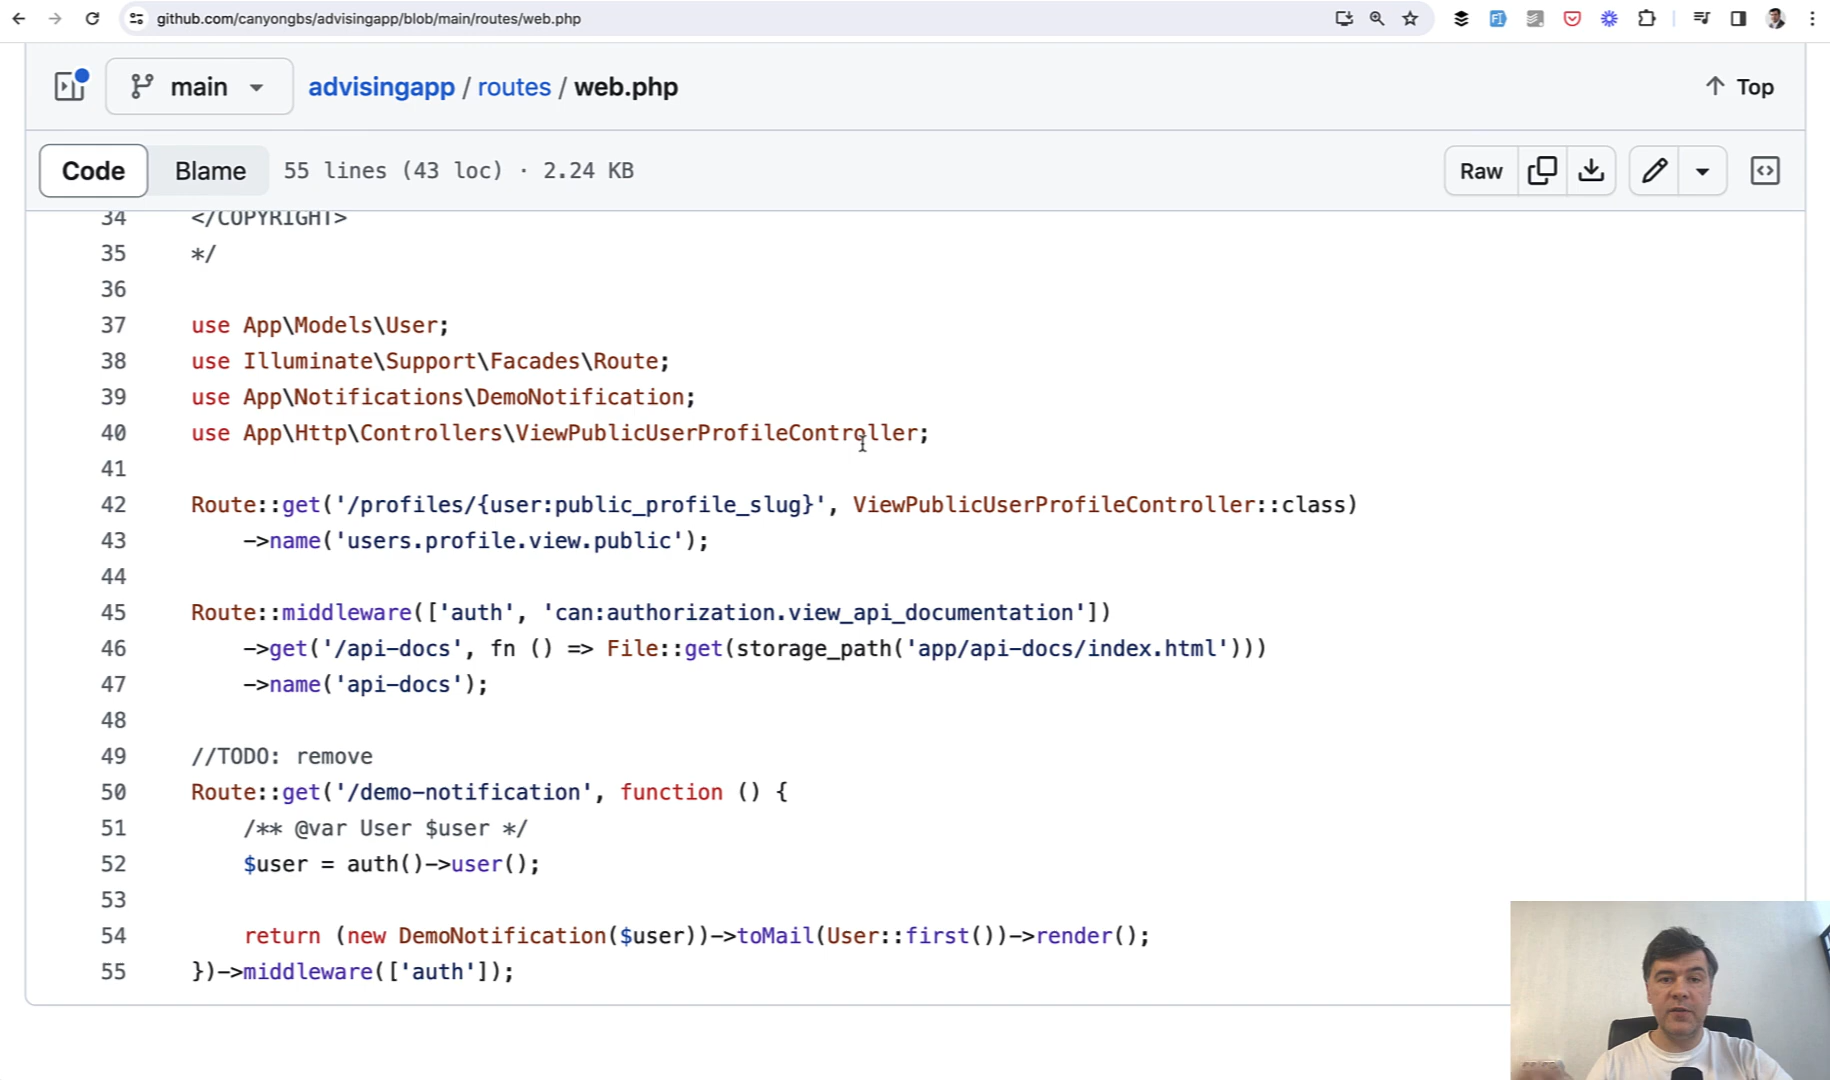 github.com/canyongbs/advisingapp/blob/main/routes/web.php
main
advisingapp / routes / web.php
Top
Code
Blame
55 lines (43 loc) · 2.24 KB
Raw
34 </COPYRIGHT>
35 */
36
37 use App\Models\User;
38 use Illuminate\Support\Facades\Route;
39 use App\Notifications\DemoNotification;
40 use App\Http\Controllers\ViewPublicUserProfileController;
41
42 Route::get('/profiles/{user:public_profile_slug}', ViewPublicUserProfileController::class)
43 ->name('users.profile.view.public');
44
45 Route::middleware(['auth', 'can:authorization.view_api_documentation'])
46 ->get('/api-docs', fn () => File::get(storage_path('app/api-docs/index.html')))
47 ->name('api-docs');
48
49 //TODO: remove
50 Route::get('/demo-notification', function () {
51 /** @var User $user */
52 $user = auth()->user();
53
54 return (new DemoNotification($user))->toMail(User::first())->render();
55 })->middleware(['auth']);